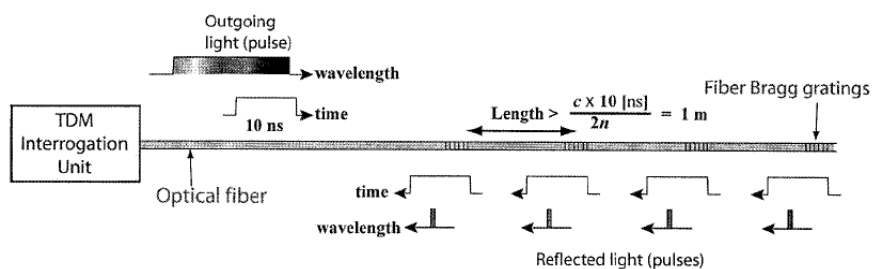 Outgoing
light (pulse)
wavelength
time
10 ns
Length > c × 10 [ns] / 2n = 1 m
Fiber Bragg gratings
TDM
Interrogation
Unit
Optical fiber
time
wavelength
Reflected light (pulses)